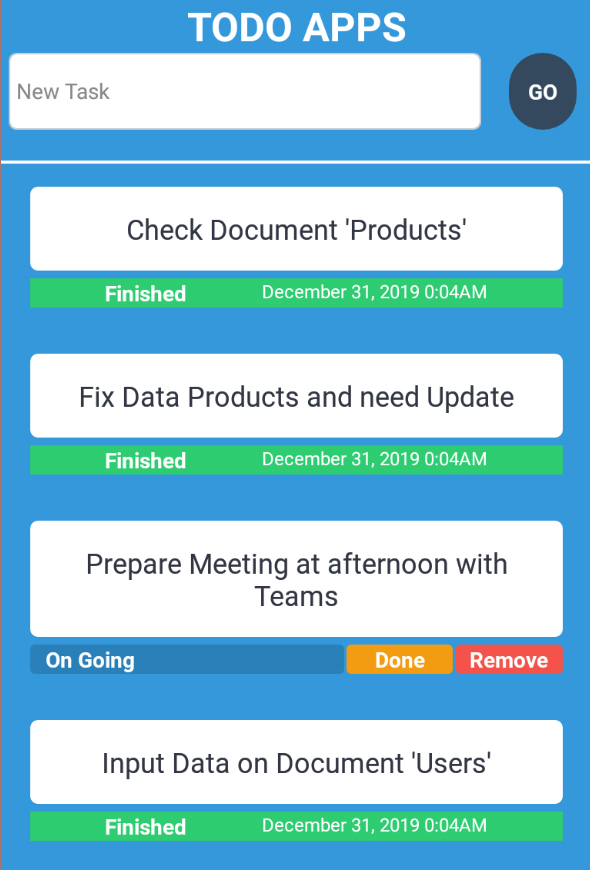 TODO APPS
New Task
GO
Check Document 'Products'
Finished December 31, 2019 0:04AM
Fix Data Products and need Update
Finished December 31, 2019 0:04AM
Prepare Meeting at afternoon with
Teams
On Going Done Remove
Input Data on Document 'Users'
Finished December 31, 2019 0:04AM